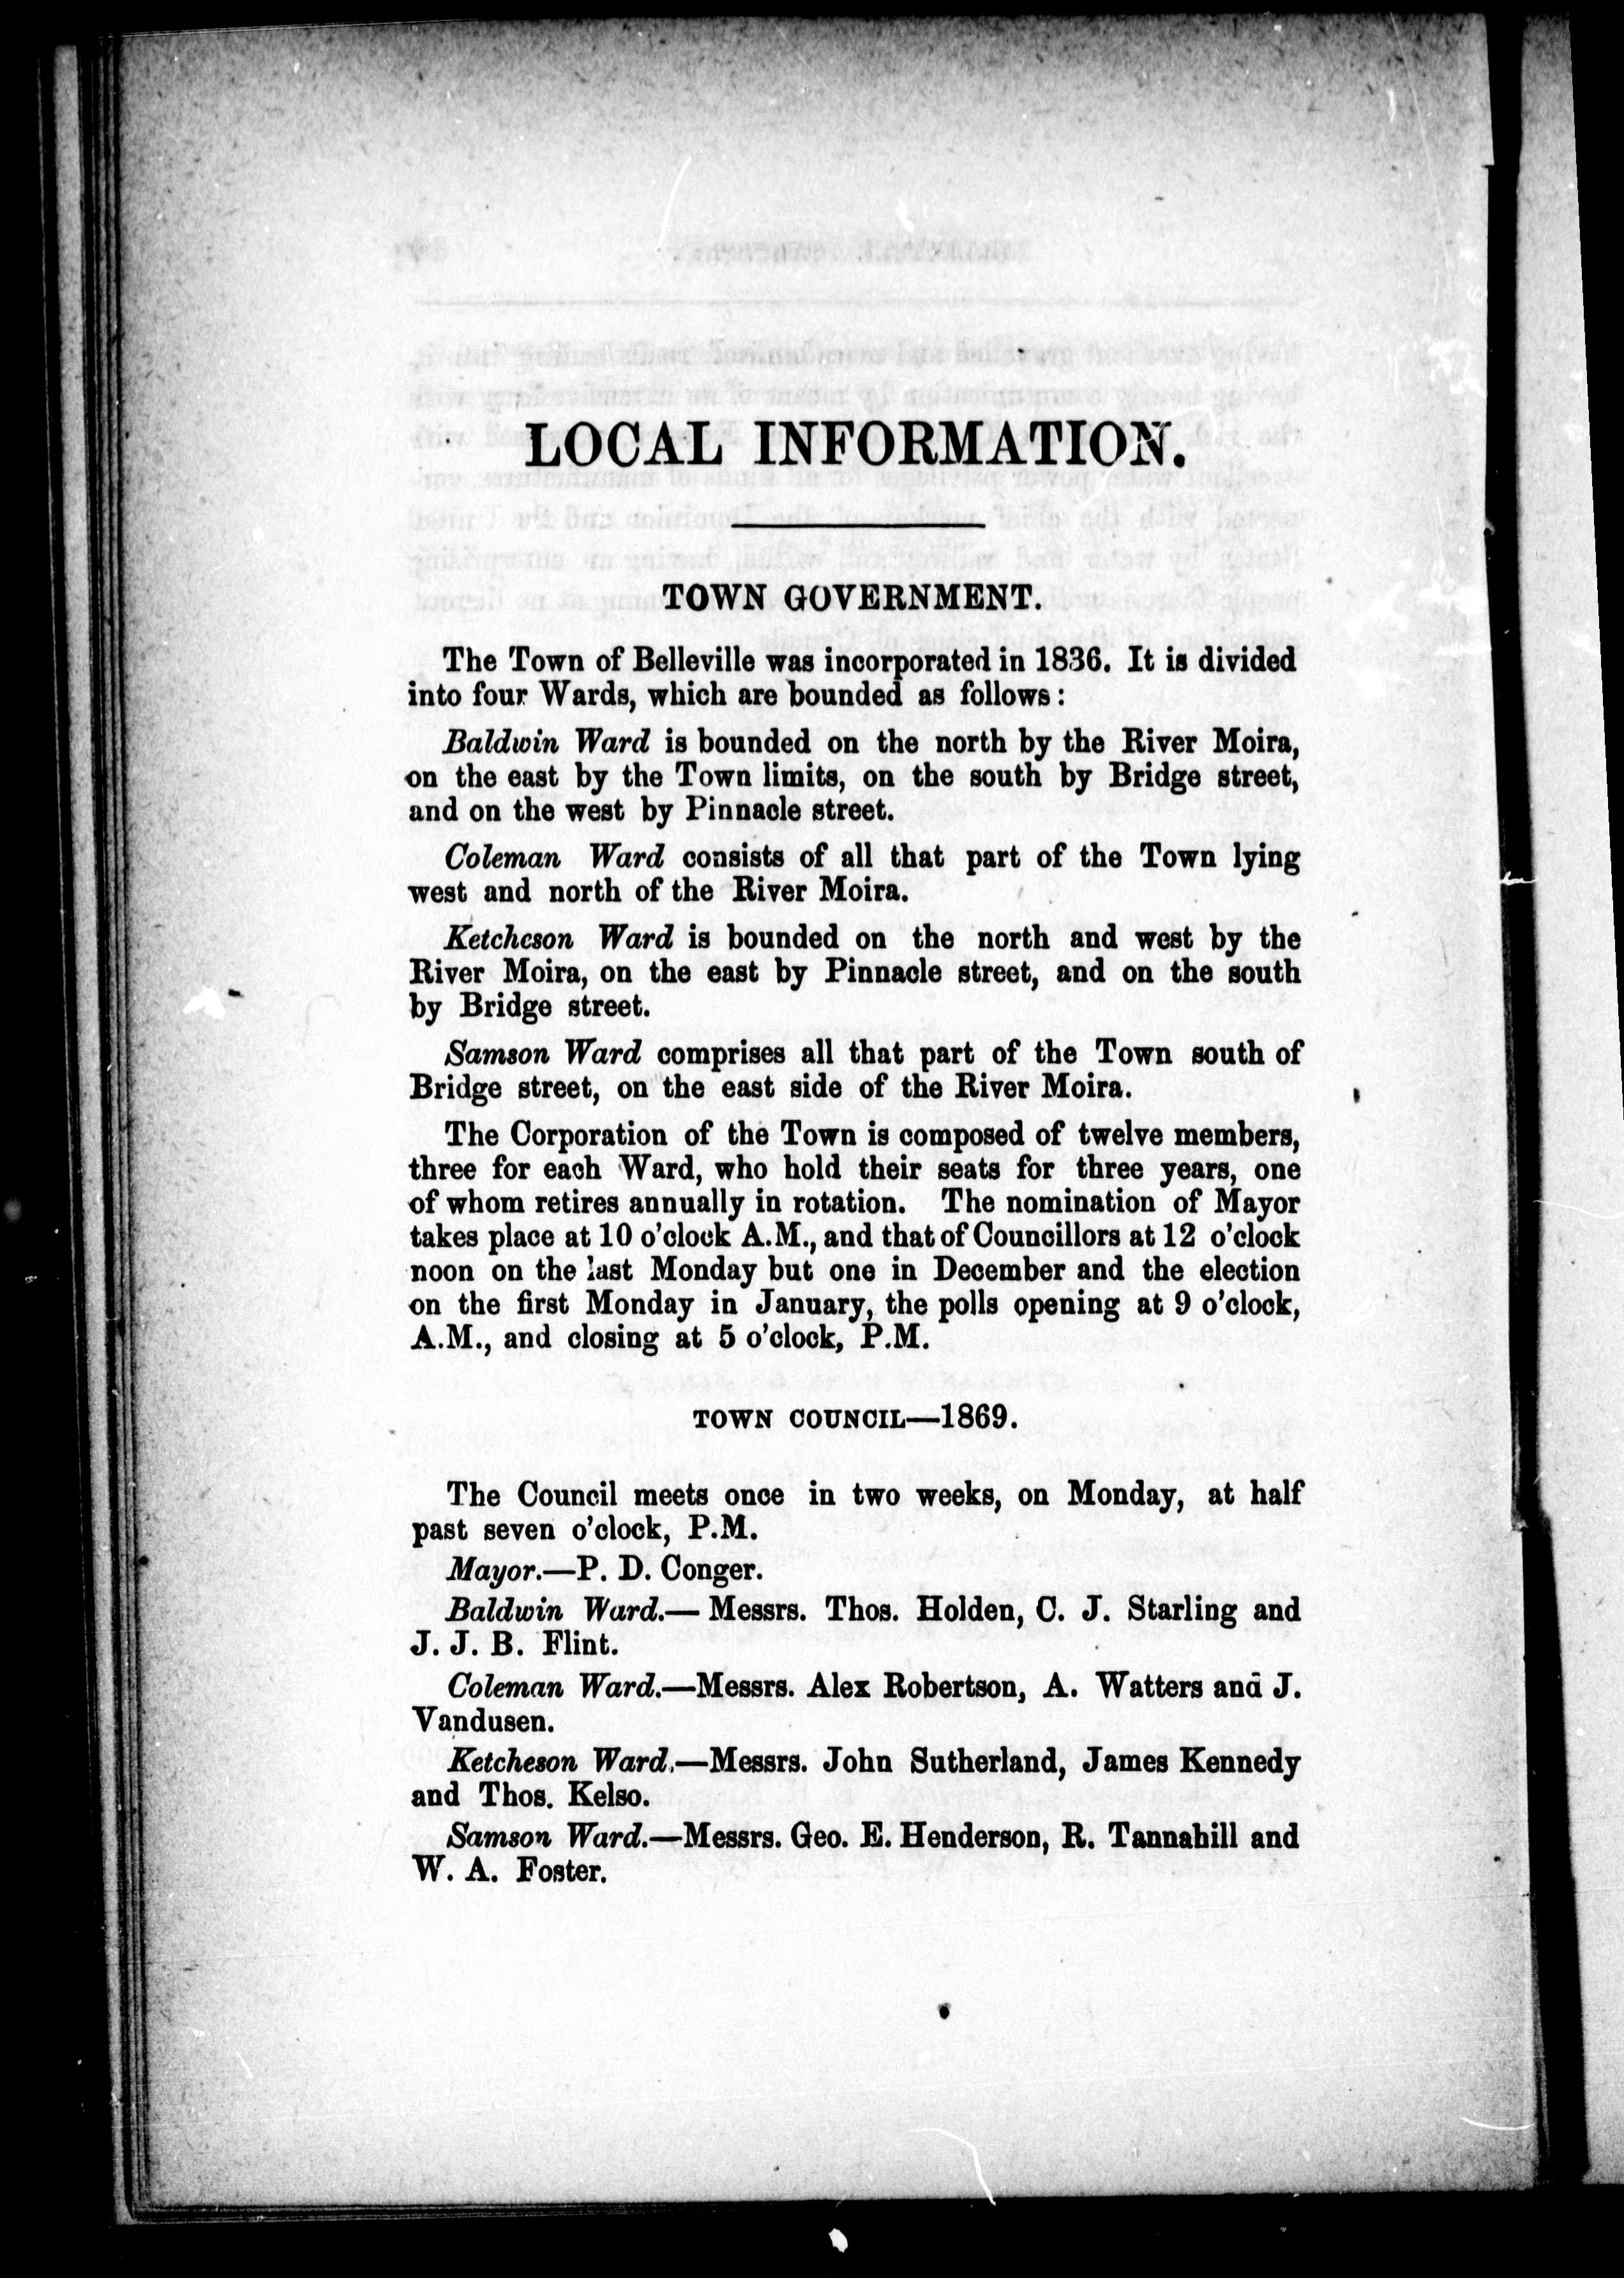 LOCAL INFORMATION.
TOWN GOVERNMENT.
The Town of Belleville was incorporated in 1836. It is divided
into four Wards, which are bounded as follows:
Baldwin Ward is bounded on the north by the River Moira,
on the east by the Town limits, on the south by Bridge street,
and on the west by Pinnacle street.
Coleman Ward consists of all that part of the Town lying
west and north of the River Moira.
Ketcheson Ward is bounded on the north and west by the
River Moira, on the east by Pinnacle street, and on the south
by Bridge street.
Samson Ward comprises all that part of the Town south of
Bridge street, on the east side of the River Moira.
The Corporation of the Town is composed of twelve members,
three for each Ward, who hold their seats for three years, one
of whom retires annually in rotation. The nomination of Mayor
takes place at 10 o'clock A.M., and that of Councillors at 12 o'clock
noon on the last Monday but one in December and the election
on the first Monday in January, the polls opening at 9 o'clock,
A.M., and closing at 5 o'clock, P.M.
TOWN COUNCIL—1869.
The Council meets once in two weeks, on Monday, at half
past seven o'clock, P.M.
Mayor.—P. D. Conger.
Baldwin Ward.— Messrs. Thos. Holden, C. J. Starling and
J. J. B. Flint.
Coleman Ward.—Messrs. Alex Robertson, A. Watters and J.
Vandusen.
Ketcheson Ward.—Messrs. John Sutherland, James Kennedy
and Thos. Kelso.
Samson Ward.—Messrs. Geo. E. Henderson, R. Tannahill and
W. A. Foster.